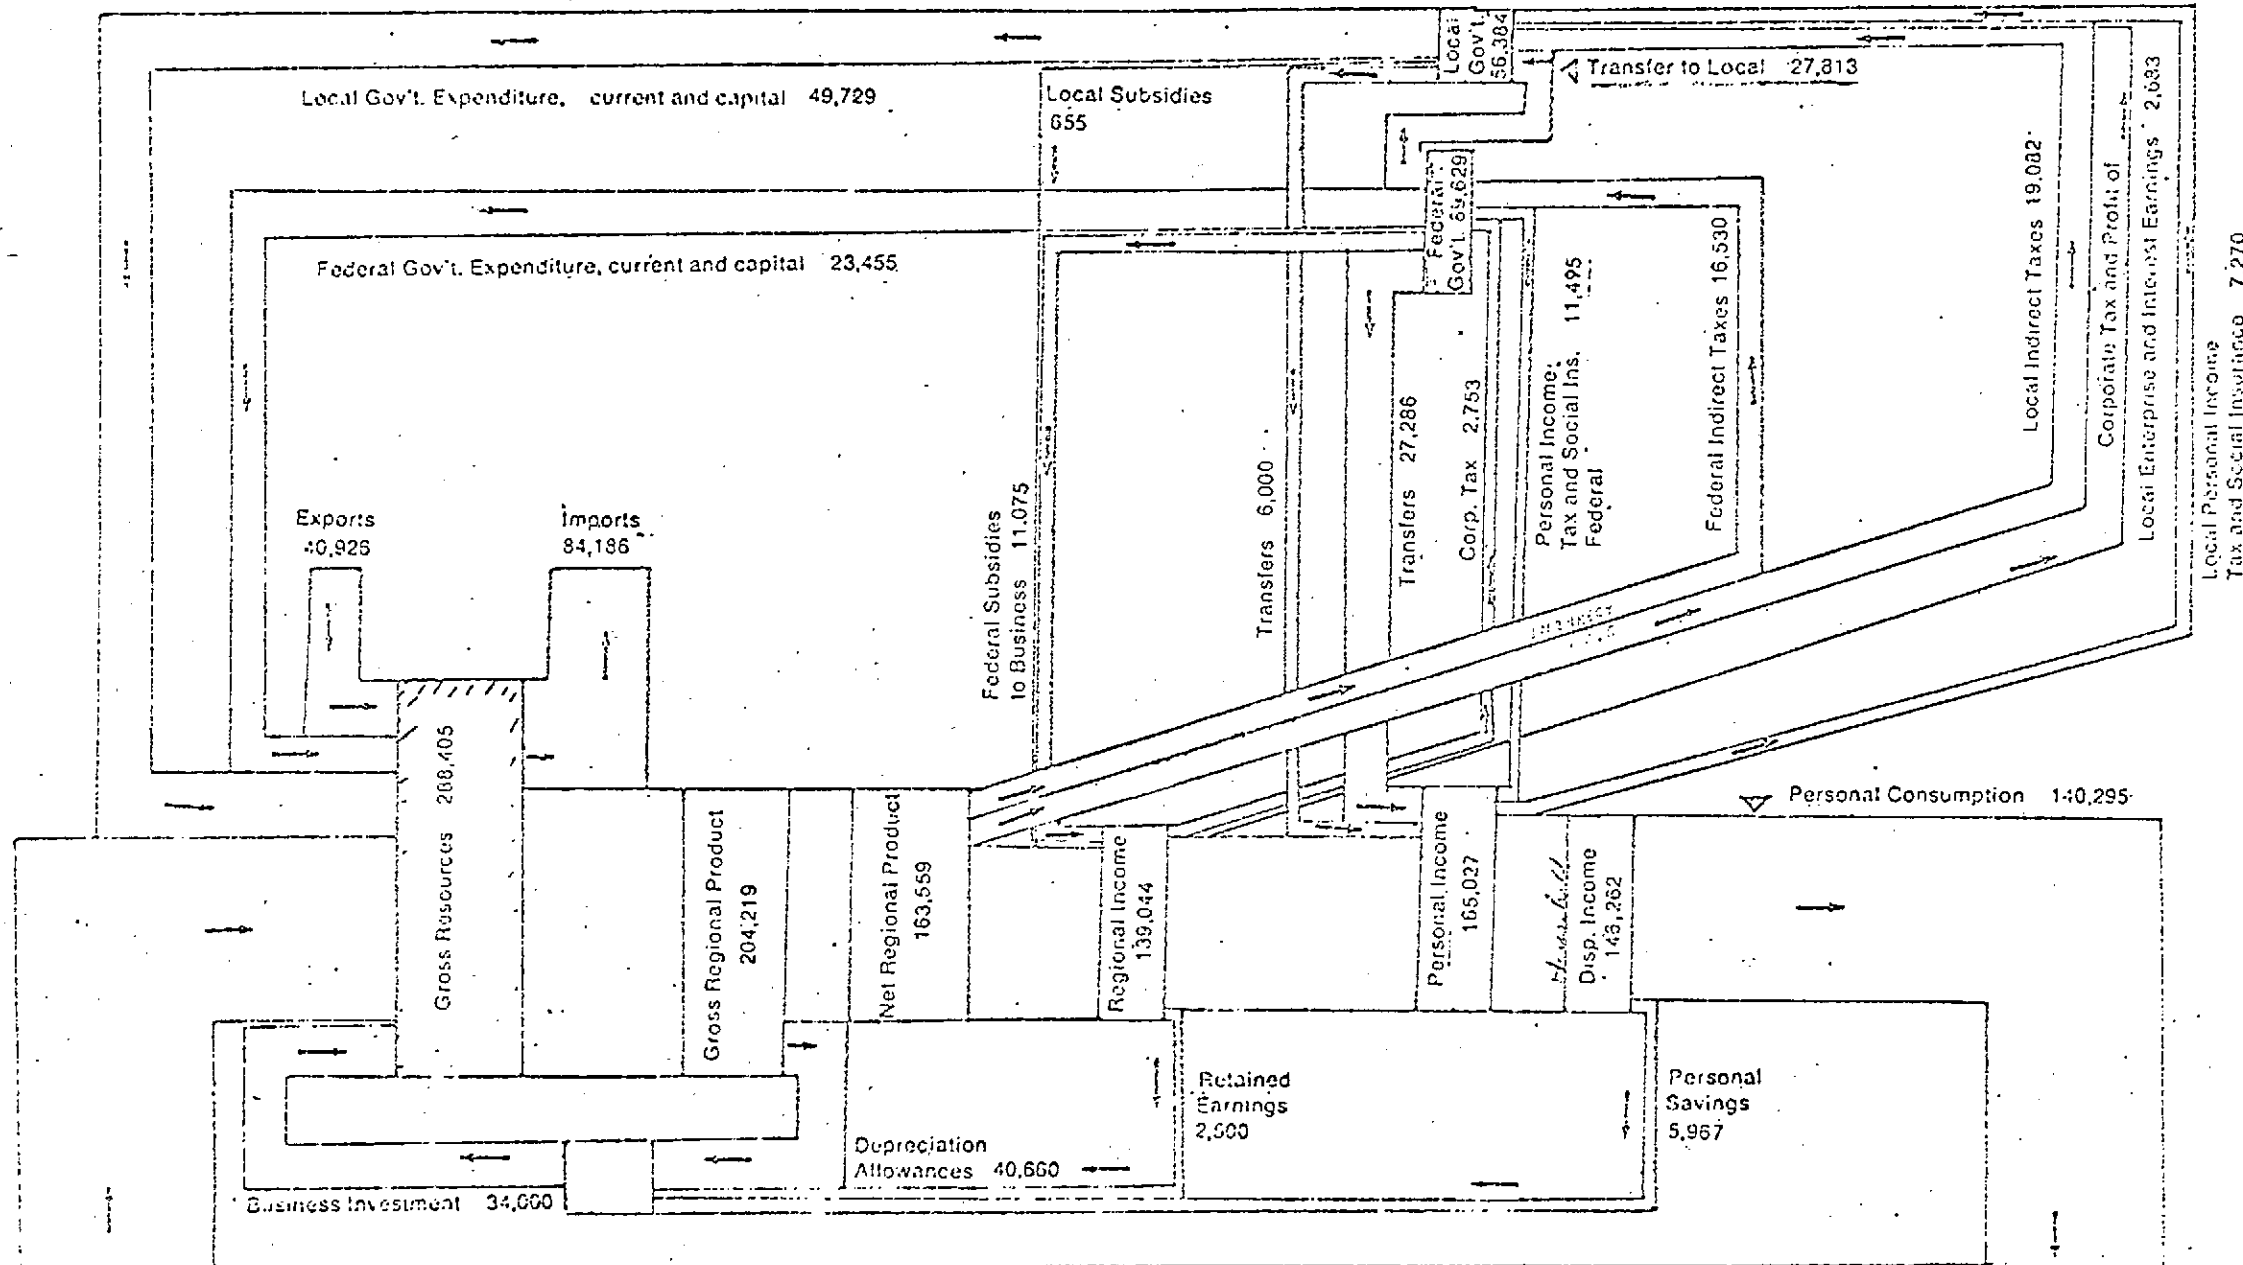 Local
Gov't.
56,384
Transfer to Local 27,813
Local Gov't. Expenditure, current and capital 49,729
Local Subsidies
655
Federal
Gov't. 69,629
Federal Gov't. Expenditure, current and capital 23,455
Exports
40,926
Imports
84,186
Federal Subsidies
to Business 11,075
Transfers 6,000
Transfers 27,286
Corp. Tax 2,753
Personal Income
Tax and Social Ins. 11,495
Federal
Federal Indirect Taxes 16,530
Local Indirect Taxes 19,082
Corporate Tax and Profit of
Local Enterprise and Interest Earnings 2,683
Local Personal Income
Tax and Social Insurance 7,270
Gross Resources 288,405
Gross Regional Product
204,219
Net Regional Product
163,559
Regional Income
139,044
Personal Income
165,027
Disp. Income
146,262
Personal Consumption 140,295
Retained
Earnings
2,000
Personal
Savings
5,967
Depreciation
Allowances 40,660
Business Investment 34,000